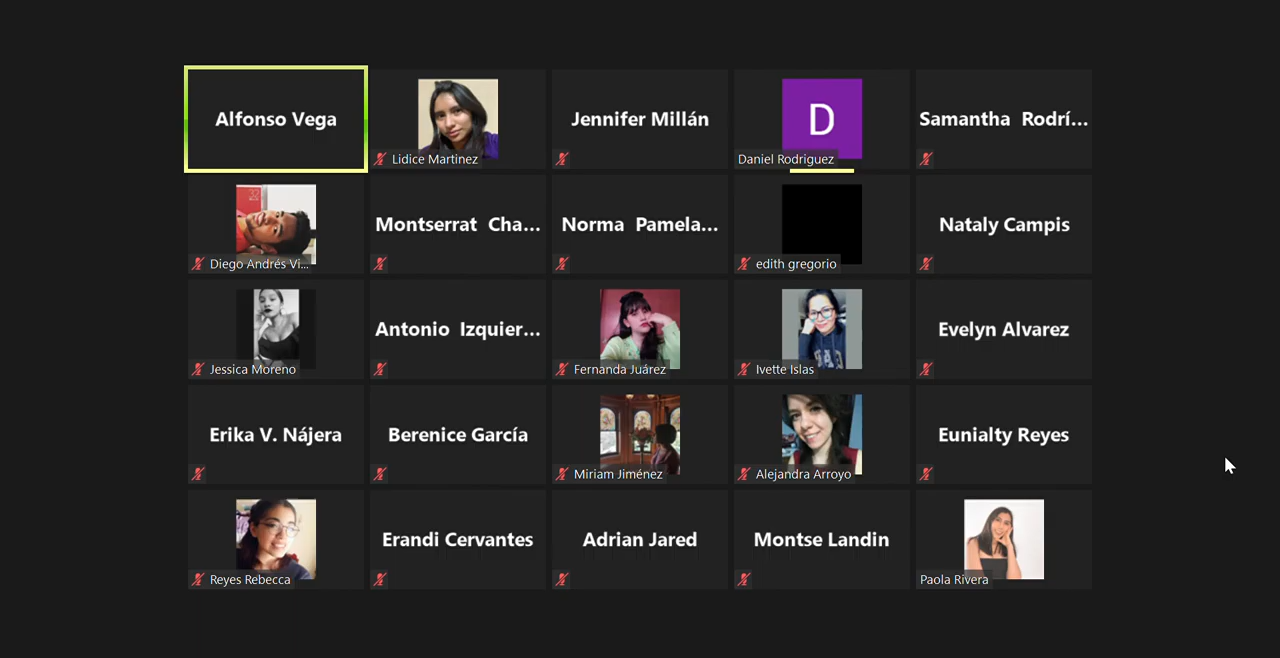 Alfonso Vega
Lidice Martinez
Jennifer Millán
D
Daniel Rodriguez
Samantha Rodrí...
Diego Andrés Vi...
Montserrat Cha...
Norma Pamela...
edith gregorio
Nataly Campis
Jessica Moreno
Antonio Izquier...
Fernanda Juárez
Ivette Islas
Evelyn Alvarez
Erika V. Nájera
Berenice García
Miriam Jiménez
Alejandra Arroyo
Eunialty Reyes
Reyes Rebecca
Erandi Cervantes
Adrian Jared
Montse Landin
Paola Rivera